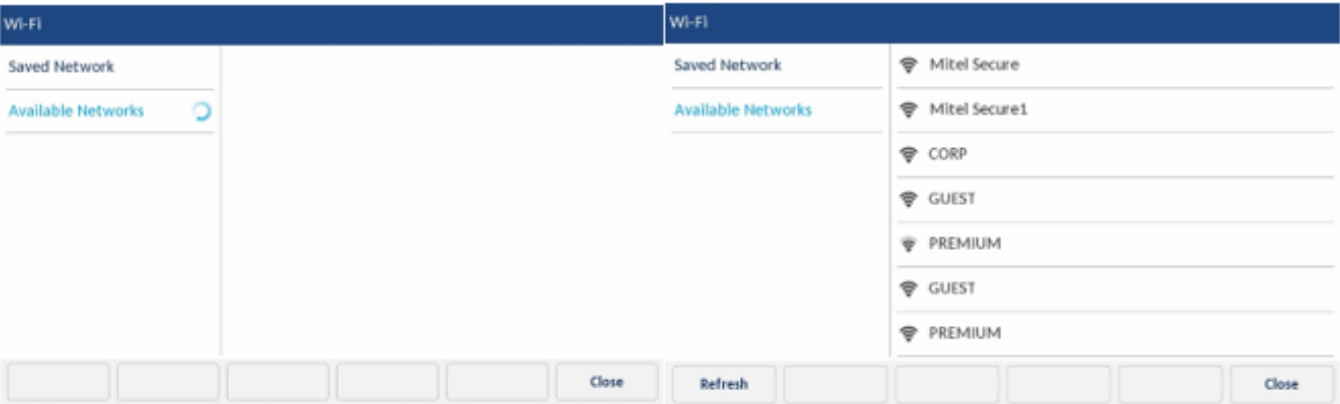 Wi-Fi
Saved Network
Available Networks
Close
Wi-Fi
Saved Network
Available Networks
Mitel Secure
Mitel Secure1
CORP
GUEST
PREMIUM
GUEST
PREMIUM
Refresh
Close